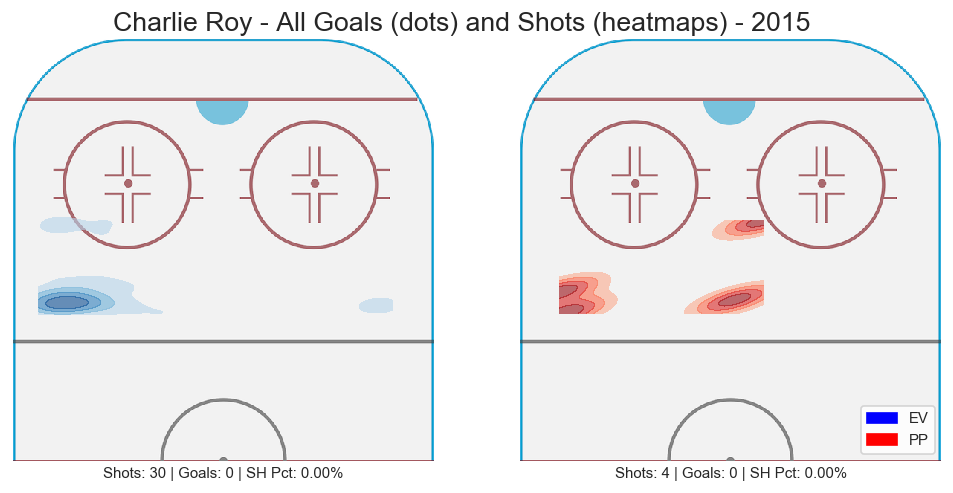 Charlie Roy - All Goals (dots) and Shots (heatmaps) - 2015
EV
PP
Shots: 30 | Goals: 0 | SH Pct: 0.00%
Shots: 4 | Goals: 0 | SH Pct: 0.00%